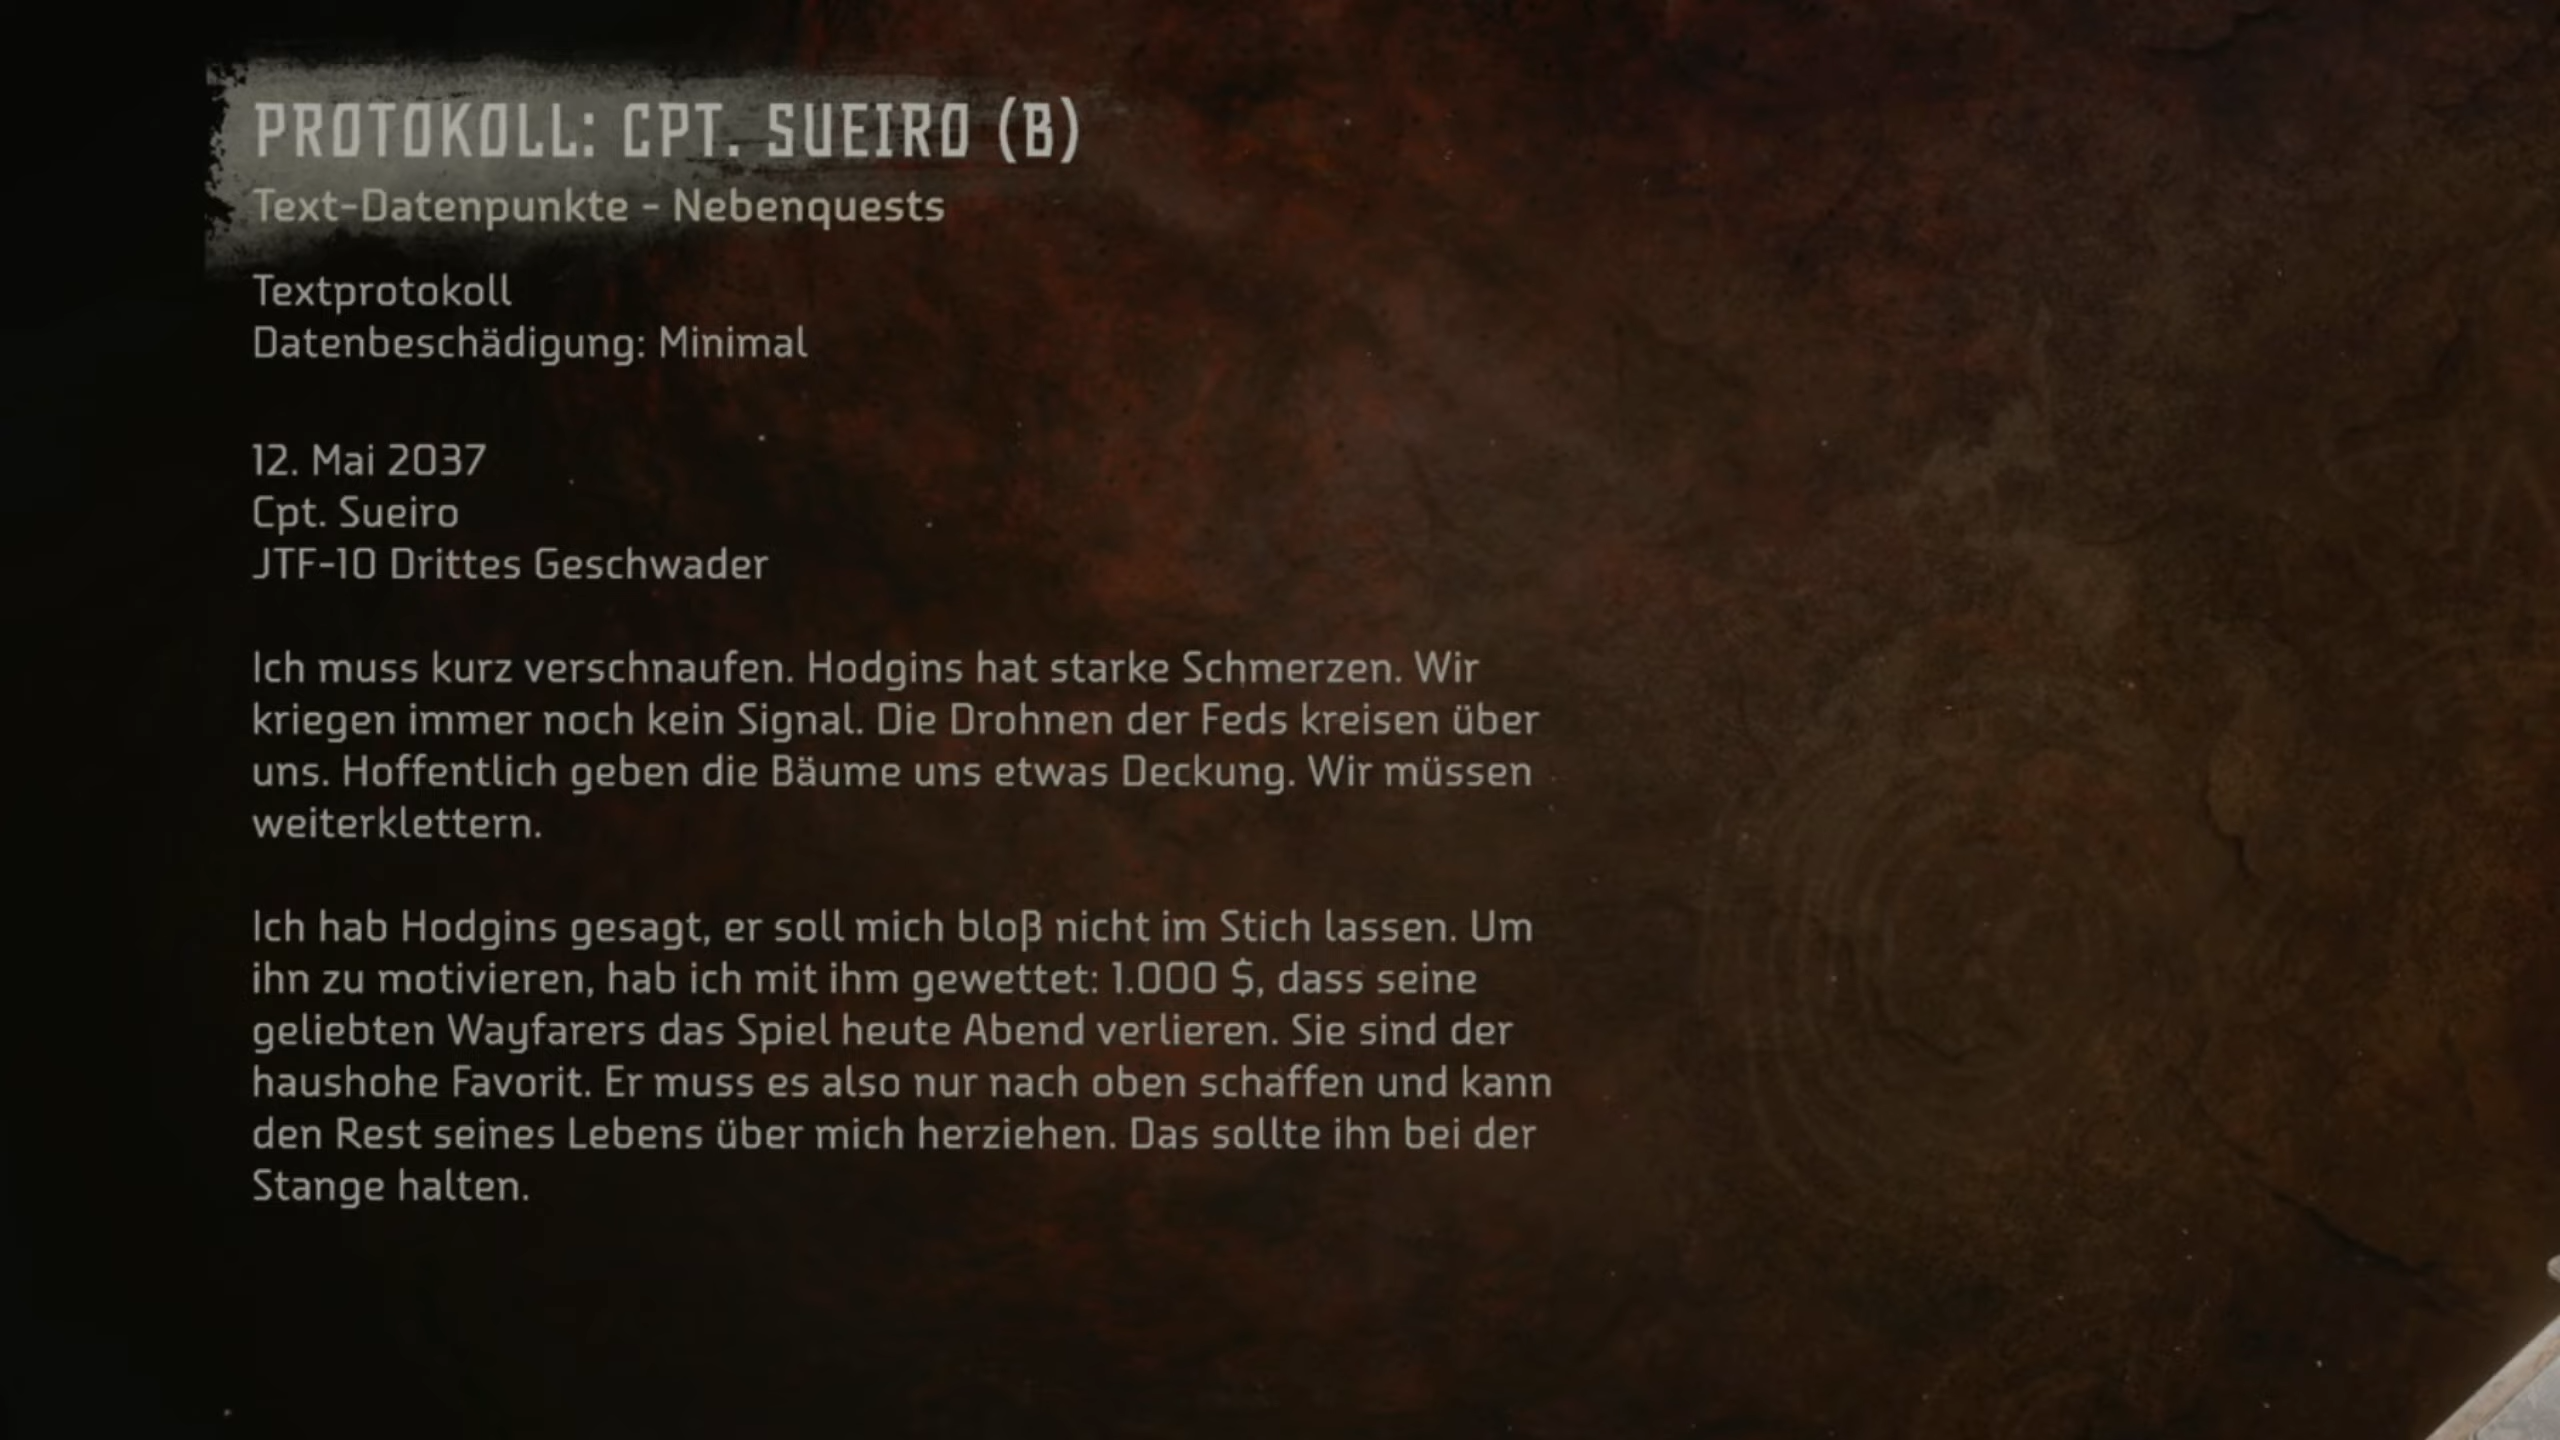 PROTOKOLL: CPT. SUEIRO (B)
Text-Datenpunkte - Nebenquests
Textprotokoll
Datenbeschädigung: Minimal
12. Mai 2037
Cpt. Sueiro
JTF-10 Drittes Geschwader
Ich muss kurz verschnaufen. Hodgins hat starke Schmerzen. Wir
kriegen immer noch kein Signal. Die Drohnen der Feds kreisen über
uns. Hoffentlich geben die Bäume uns etwas Deckung. Wir müssen
weiterklettern.
Ich hab Hodgins gesagt, er soll mich bloß nicht im Stich lassen. Um
ihn zu motivieren, hab ich mit ihm gewettet: 1.000 $, dass seine
geliebten Wayfarers das Spiel heute Abend verlieren. Sie sind der
haushohe Favorit. Er muss es also nur nach oben schaffen und kann
den Rest seines Lebens über mich herziehen. Das sollte ihn bei der
Stange halten.